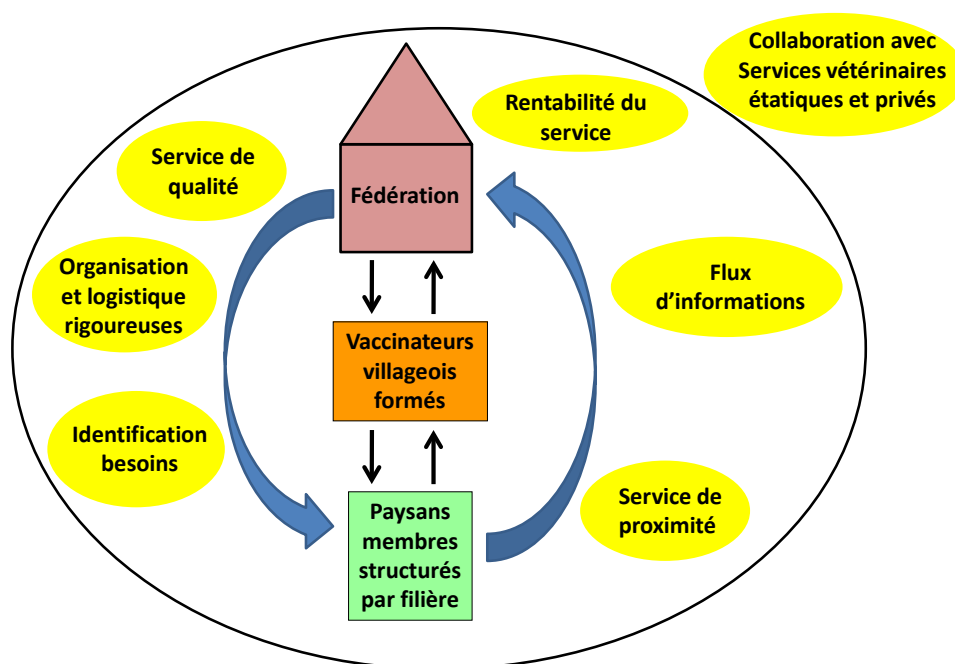 Collaboration avec
Services vétérinaires
étatiques et privés
Rentabilité du
service
Service de
qualité
Fédération
Organisation
et logistique
rigoureuses
Flux
d'informations
Vaccinateurs
villageois
formés
Identification
besoins
Service de
proximité
Paysans
membres
structurés
par filière